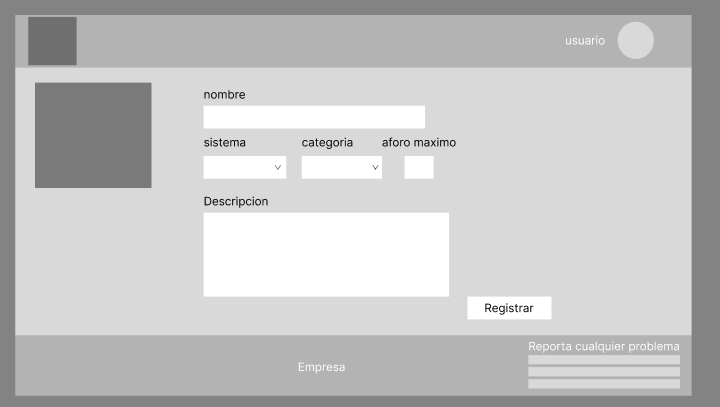 usuario
nombre
sistema categoria aforo maximo
Descripcion
Registrar
Reporta cualquier problema
Empresa